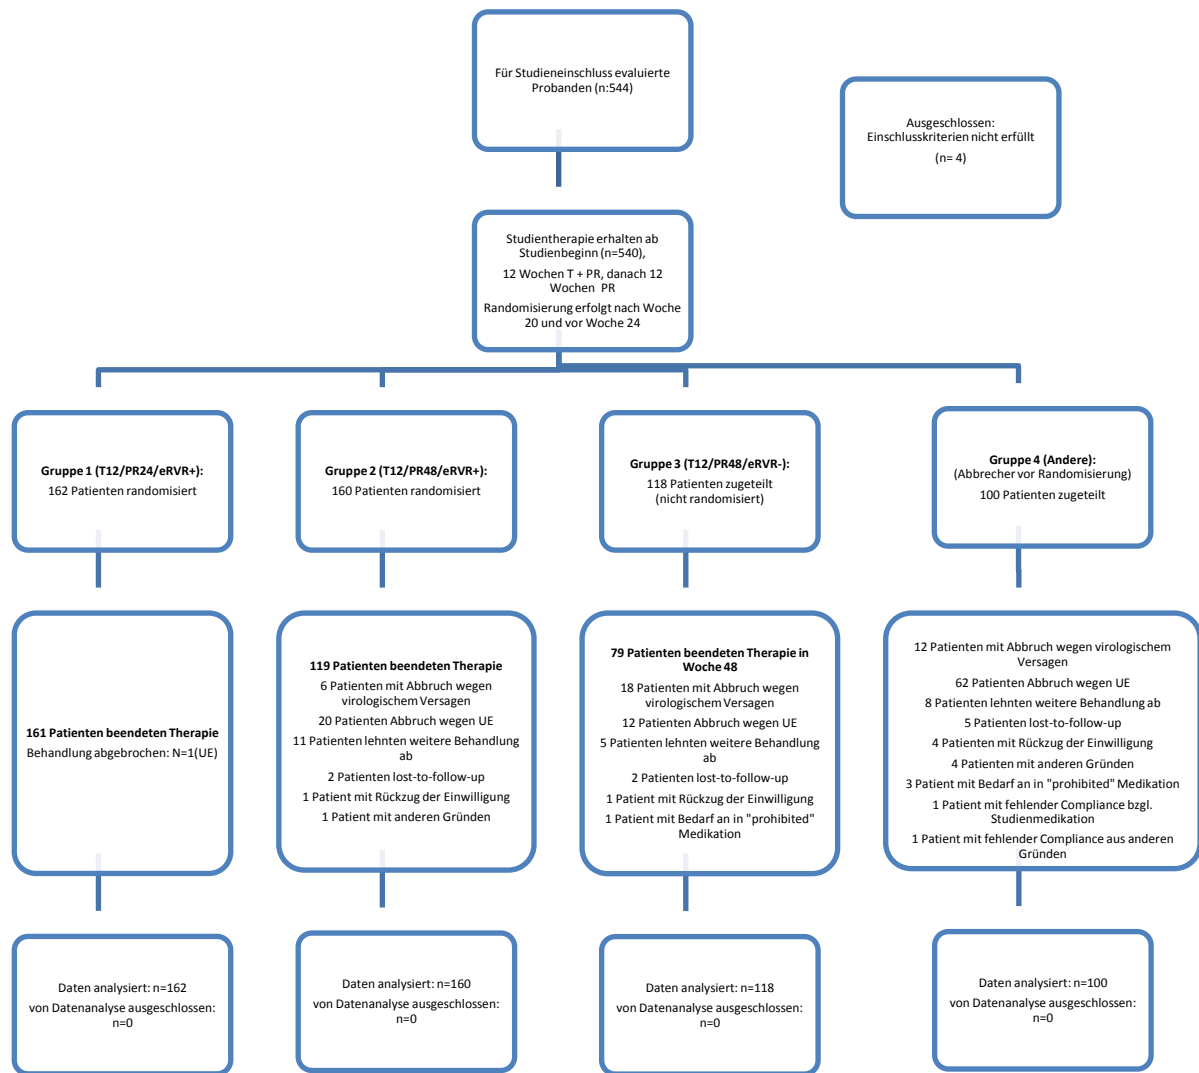 Für Studieneinschluss evaluierte
Probanden (n:544)
Ausgeschlossen:
Einschlusskriterien nicht erfüllt
(n= 4)
Studientherapie erhalten ab
Studienbeginn (n=540),
12 Wochen T + PR, danach 12
Wochen PR
Randomisierung erfolgt nach Woche
20 und vor Woche 24
Gruppe 1 (T12/PR24/eRVR+):
162 Patienten randomisiert
Gruppe 2 (T12/PR48/eRVR+):
160 Patienten randomisiert
Gruppe 3 (T12/PR48/eRVR-):
118 Patienten zugeteilt
(nicht randomisiert)
Gruppe 4 (Andere):
(Abbrecher vor Randomisierung)
100 Patienten zugeteilt
161 Patienten beendeten Therapie
Behandlung abgebrochen: N=1(UE)
119 Patienten beendeten Therapie
6 Patienten mit Abbruch wegen
virologischem Versagen
20 Patienten Abbruch wegen UE
11 Patienten lehnten weitere Behandlung
ab
2 Patienten lost-to-follow-up
1 Patient mit Rückzug der Einwilligung
1 Patient mit anderen Gründen
79 Patienten beendeten Therapie in
Woche 48
18 Patienten mit Abbruch wegen
virologischem Versagen
12 Patienten Abbruch wegen UE
5 Patienten lehnten weitere Behandlung
ab
2 Patienten lost-to-follow-up
1 Patient mit Rückzug der Einwilligung
1 Patient mit Bedarf an in "prohibited"
Medikation
12 Patienten mit Abbruch wegen virologischem
Versagen
62 Patienten Abbruch wegen UE
8 Patienten lehnten weitere Behandlung ab
5 Patienten lost-to-follow-up
4 Patienten mit Rückzug der Einwilligung
4 Patienten mit anderen Gründen
3 Patient mit Bedarf an in "prohibited" Medikation
1 Patient mit fehlender Compliance bzgl.
Studienmedikation
1 Patient mit fehlender Compliance aus anderen
Gründen
Daten analysiert: n=162
von Datenanalyse ausgeschlossen:
n=0
Daten analysiert: n=160
von Datenanalyse ausgeschlossen:
n=0
Daten analysiert: n=118
von Datenanalyse ausgeschlossen:
n=0
Daten analysiert: n=100
von Datenanalyse ausgeschlossen:
n=0